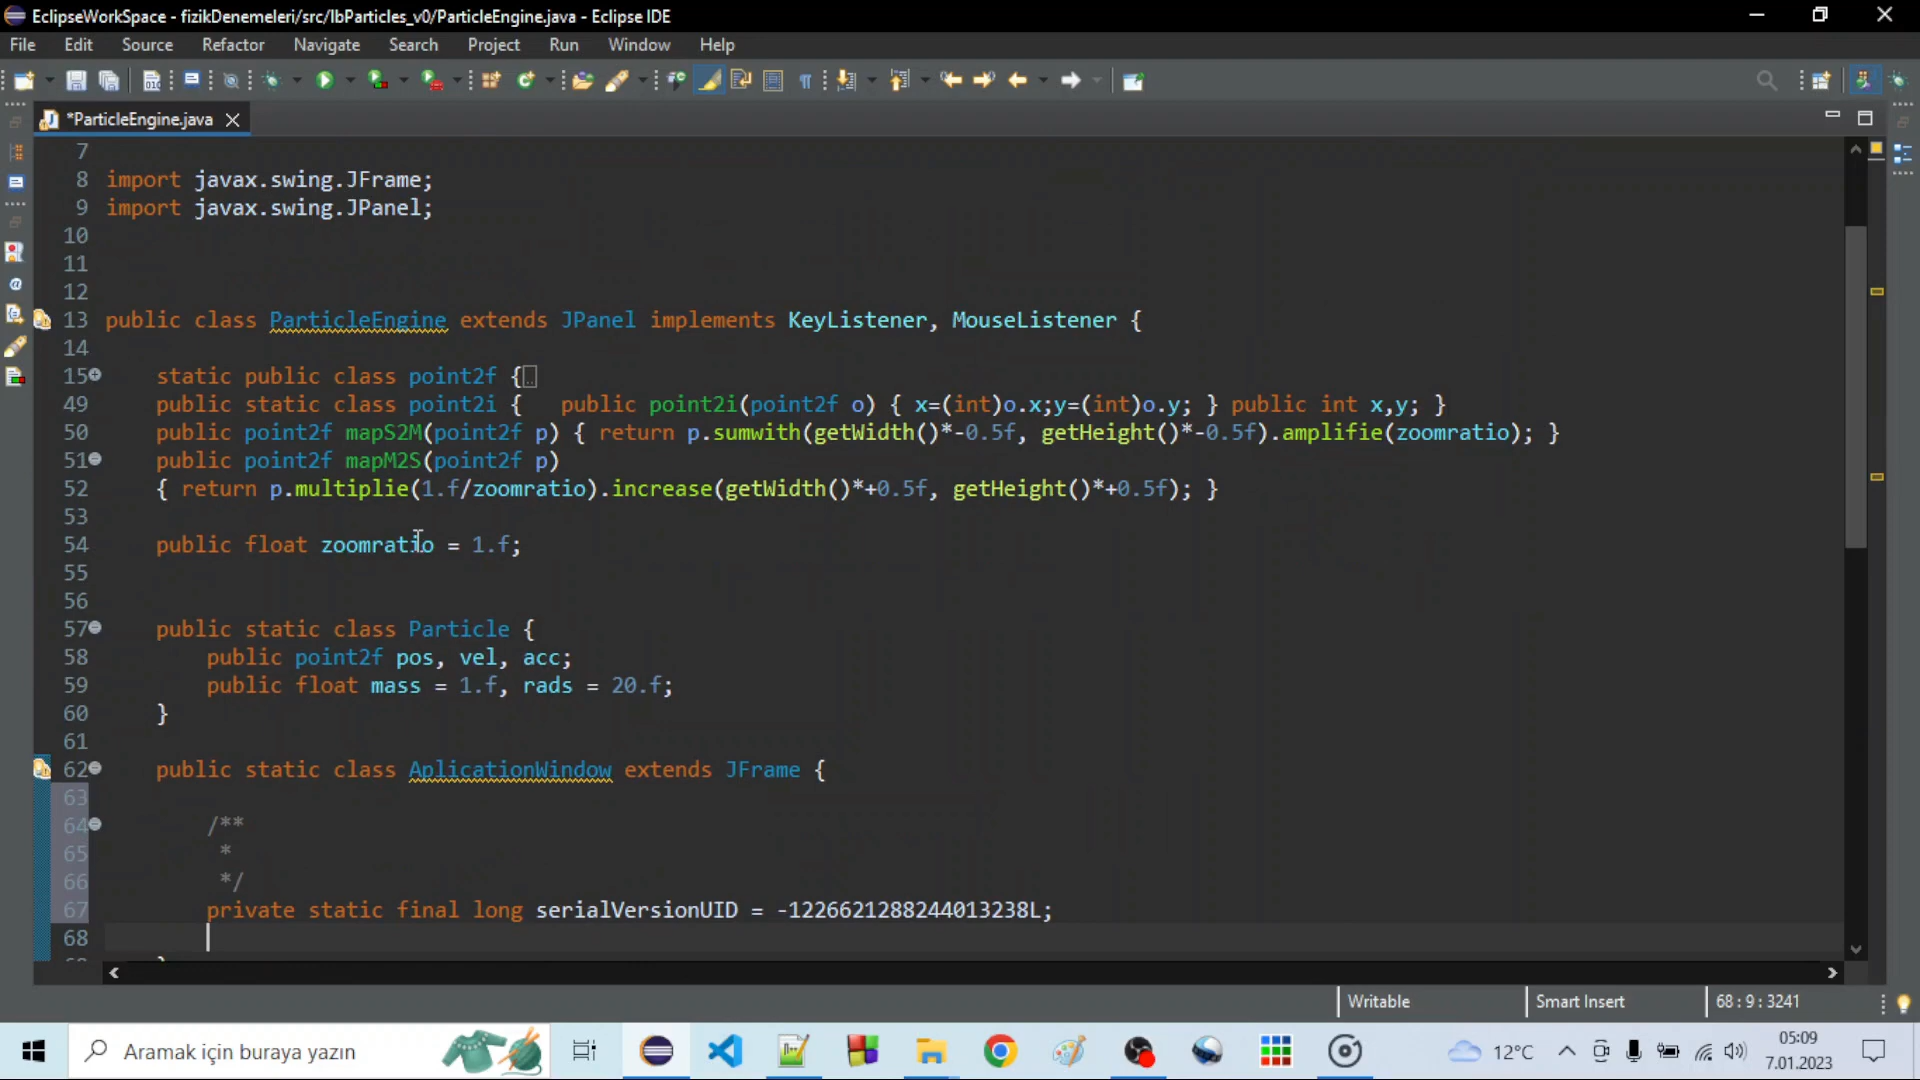 EclipseWorkSpace - fizikDenemeleri/src/lbParticles_v0/ParticleEngine.java - Eclipse IDE
File Edit Source Refactor Navigate Search Project Run Window Help
*ParticleEngine.java
7
8 import javax.swing.JFrame;
9 import javax.swing.JPanel;
10
11
12
13 public class ParticleEngine extends JPanel implements KeyListener, MouseListener {
14
15 static public class point2f {
49 public static class point2i { public point2i(point2f o) { x=(int)o.x;y=(int)o.y; } public int x,y; }
50 public point2f mapS2M(point2f p) { return p.sumwith(getWidth()*-0.5f, getHeight()*-0.5f).amplifie(zoomratio); }
51 public point2f mapM2S(point2f p)
52 { return p.multiplie(1.f/zoomratio).increase(getWidth()*+0.5f, getHeight()*+0.5f); }
53
54 public float zoomratio = 1.f;
55
56
57 public static class Particle {
58 public point2f pos, vel, acc;
59 public float mass = 1.f, rads = 20.f;
60 }
61
62 public static class AplicationWindow extends JFrame {
63
64 /**
65 *
66 */
67 private static final long serialVersionUID = -1226621288244013238L;
68
Writable Smart Insert 68 : 9 : 3241
Aramak için buraya yazın 12°C 05:09
7.01.2023